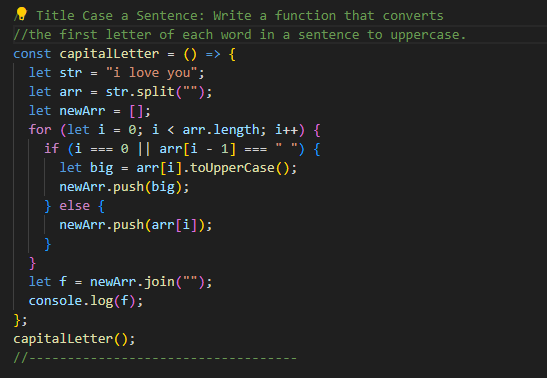 // Title Case a Sentence: Write a function that converts
//the first letter of each word in a sentence to uppercase.
const capitalLetter = () => {
  let str = "i love you";
  let arr = str.split("");
  let newArr = [];
  for (let i = 0; i < arr.length; i++) {
    if (i === 0 || arr[i - 1] === " ") {
      let big = arr[i].toUpperCase();
      newArr.push(big);
    } else {
      newArr.push(arr[i]);
    }
  }
  let f = newArr.join("");
  console.log(f);
};
capitalLetter();
//----------------------------------